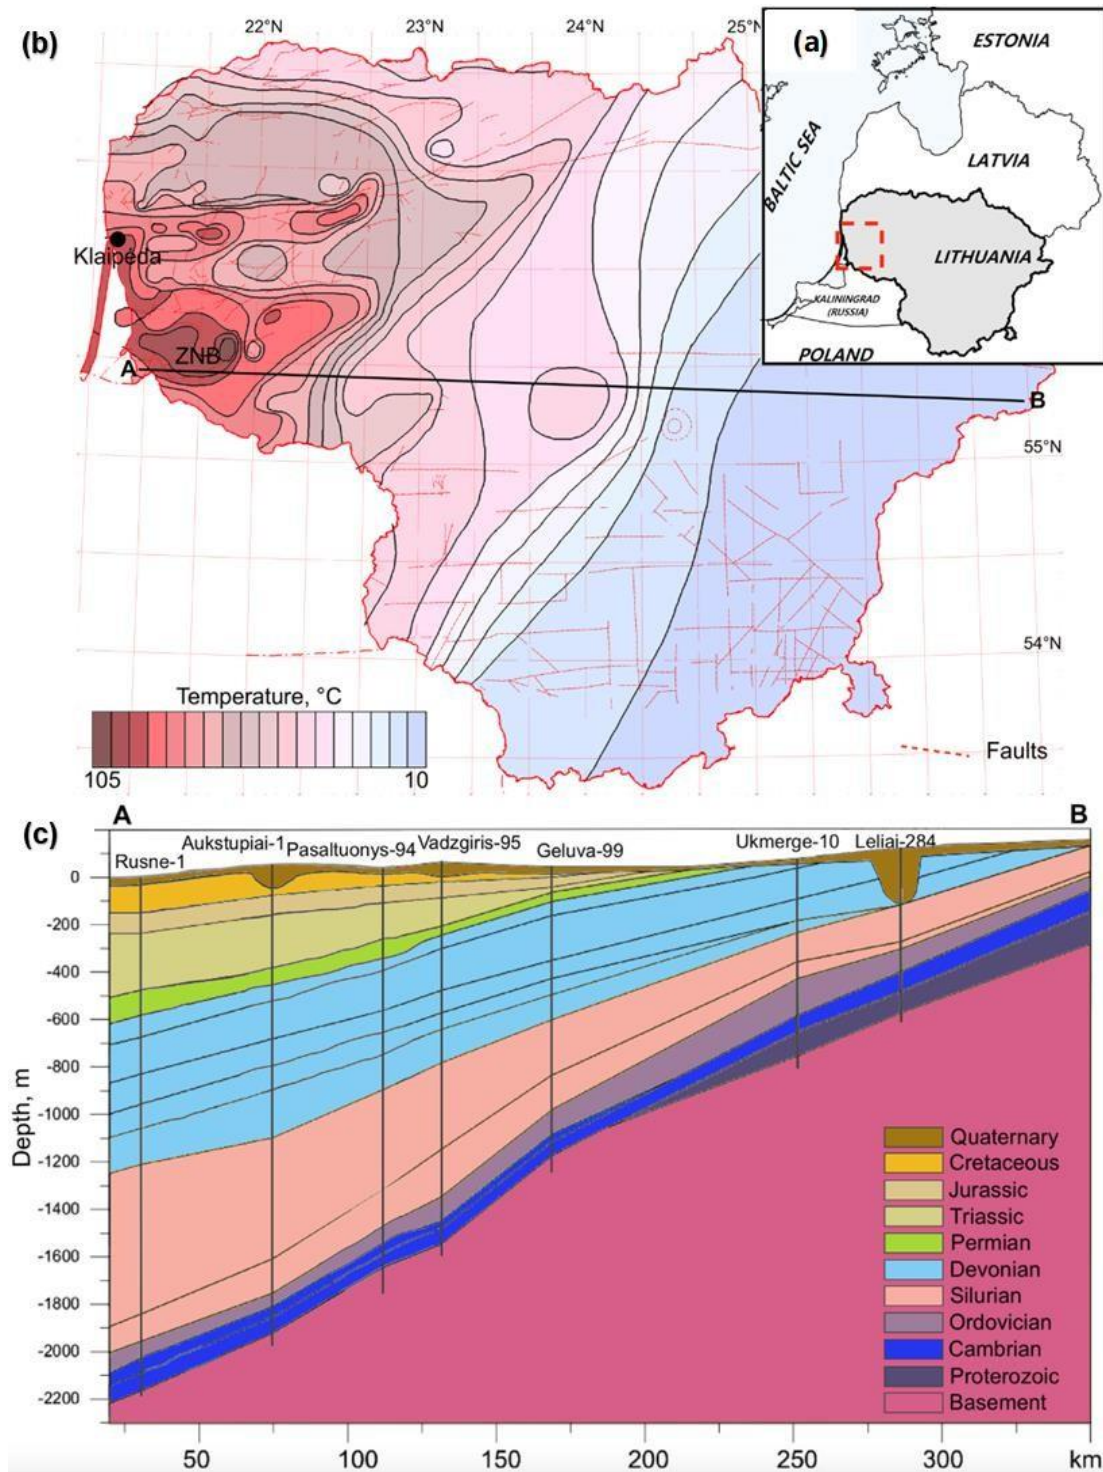 (b)
22°N
23°N
24°N
25°N
(a)
ESTONIA
BALTIC SEA
LATVIA
LITHUANIA
KALININGRAD
(RUSSIA)
POLAND
Klaipėda
ZNB
A
B
55°N
54°N
Temperature, °C
105
10
Faults
(c)
A
B
Rusne-1
Aukstupiai-1
Pasaltuonys-94
Vadzgiris-95
Geluva-99
Ukmerge-10
Leliai-284
Depth, m
0
-200
-400
-600
-800
-1000
-1200
-1400
-1600
-1800
-2000
-2200
Quaternary
Cretaceous
Jurassic
Triassic
Permian
Devonian
Silurian
Ordovician
Cambrian
Proterozoic
Basement
50
100
150
200
250
300
km